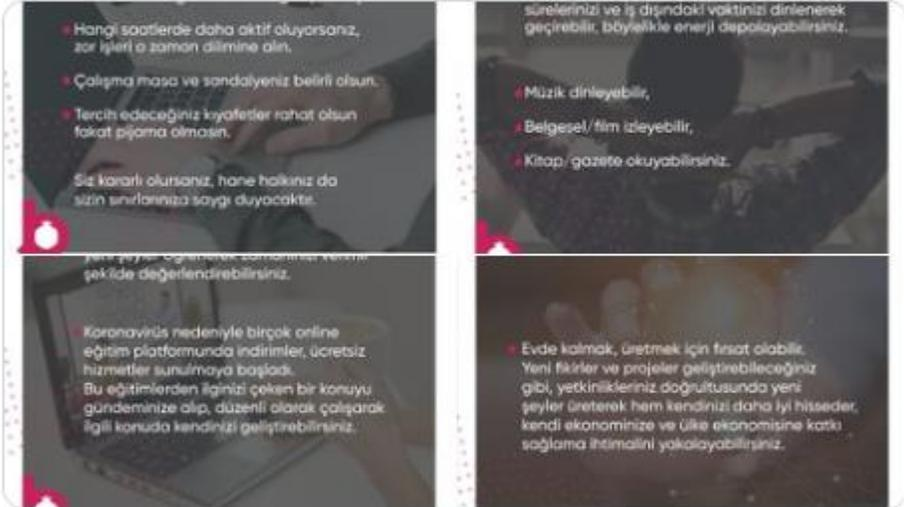 Hangi saatlerde daha aktif oluyorsanız,
zor işleri o zaman dilimine alın.
Çalışma masa ve sandalyeniz belirli olsun.
Tercih edeceğiniz kıyafetler rahat olsun
fakat pijama olmasın.
Siz kararlı olursanız, hane halkınız da
sizin sınırlarınıza saygı duyacaktır.
sürelerinizi ve iş dışındaki vaktinizi dinlenerek
geçirebilir, böylelikle enerji depolayabilirsiniz.
Müzik dinleyebilir,
Belgesel/film izleyebilir,
Kitap/gazete okuyabilirsiniz.
yeni şeyler öğrenerek zamanınızı verimli
şekilde değerlendirebilirsiniz.
Koronavirüs nedeniyle birçok online
eğitim platformunda indirimler, ücretsiz
hizmetler sunulmaya başladı.
Bu eğitimlerden ilginizi çeken bir konuyu
gündeminize alıp, düzenli olarak çalışarak
ilgili konuda kendinizi geliştirebilirsiniz.
Evde kalmak, üretmek için fırsat olabilir.
Yeni fikirler ve projeler geliştirebileceğiniz
gibi, yetkinlikleriniz doğrultusunda yeni
şeyler üreterek hem kendinizi daha iyi hisseder,
kendi ekonominize ve ülke ekonomisine katkı
sağlama ihtimalini yakalayabilirsiniz.